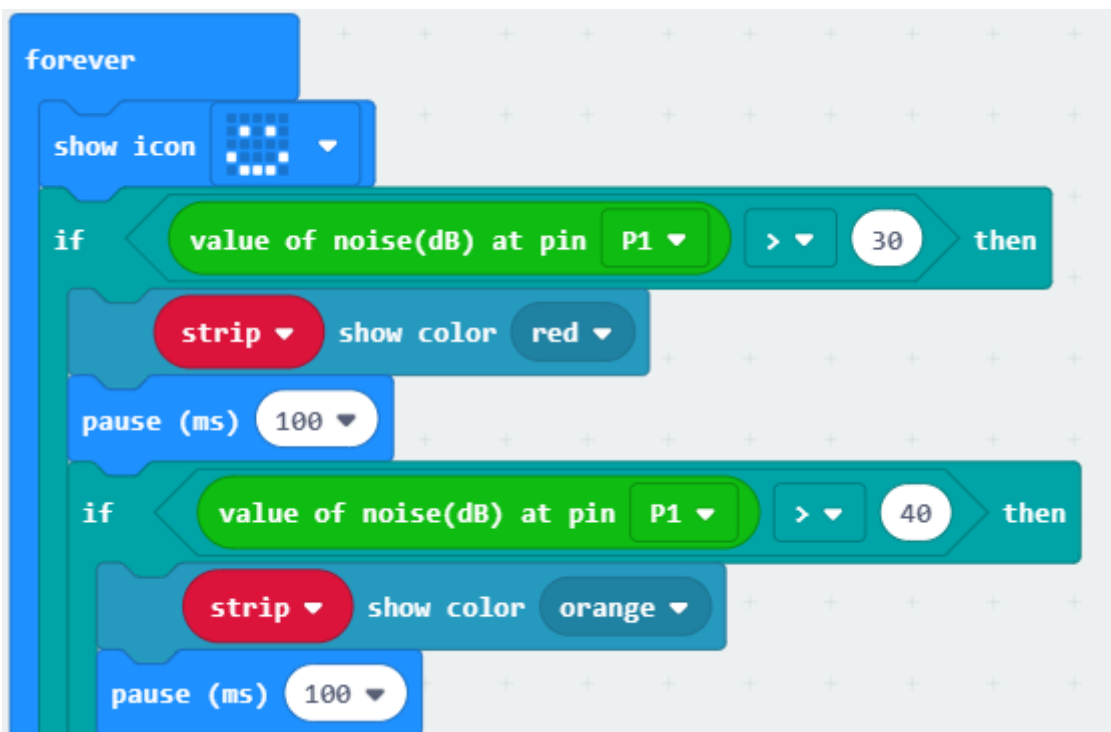 forever
show icon
if value of noise(dB) at pin P1 > 30 then
strip show color red
pause (ms) 100
if value of noise(dB) at pin P1 > 40 then
strip show color orange
pause (ms) 100